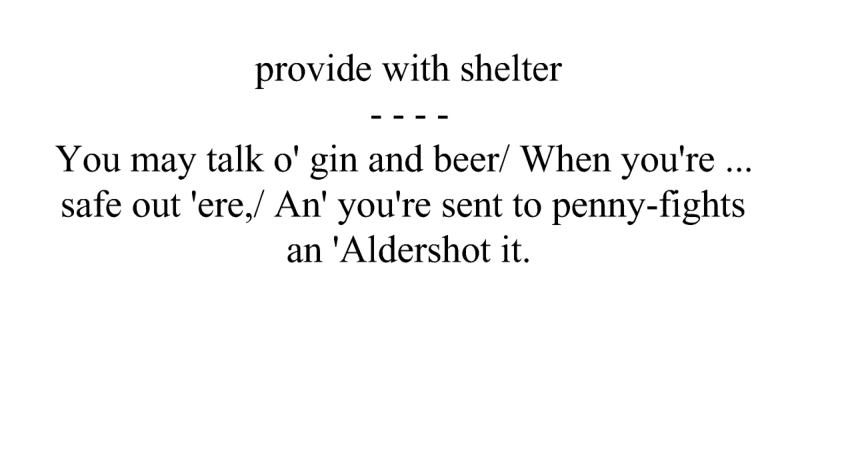 provide with shelter
- - - -
You may talk o' gin and beer/ When you're ...
safe out 'ere,/ An' you're sent to penny-fights
an 'Aldershot it.